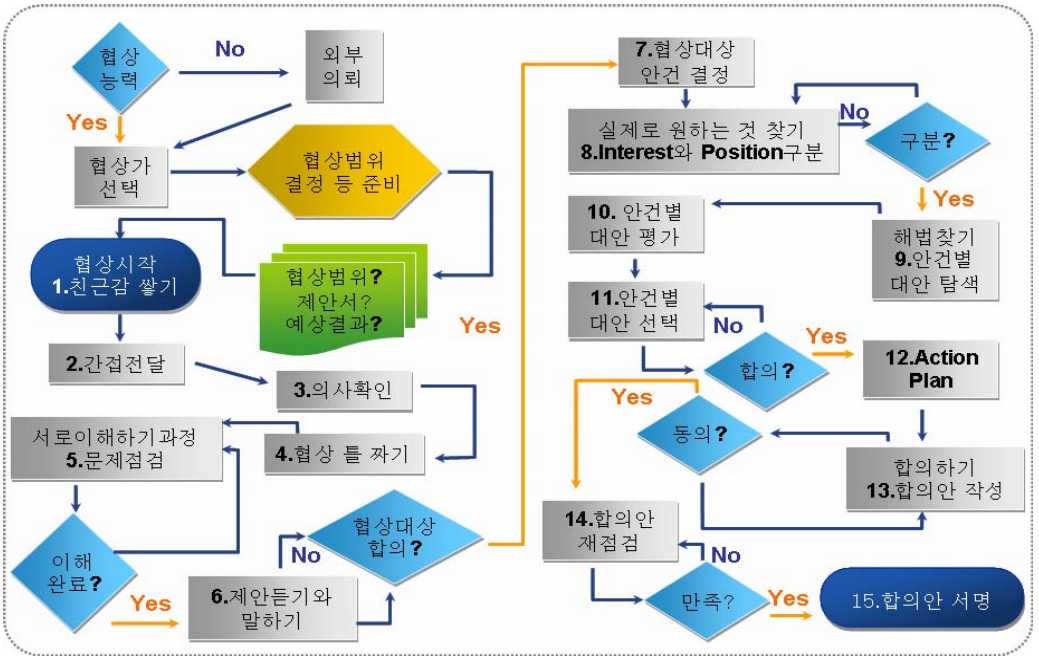 협상
능력
No
외부
의뢰
Yes
협상가
선택
협상범위
결정 등 준비
협상시작
1.친근감 쌓기
협상범위?
제안서?
예상결과?
2.간접전달
3.의사확인
4.협상 틀 짜기
서로이해하기과정
5.문제점검
이해
완료?
Yes
6.제안듣기와
말하기
No
협상대상
합의?
Yes
7.협상대상
안건 결정
실제로 원하는 것 찾기
8.Interest와 Position구분
No
구분?
Yes
해법찾기
9.안건별
대안 탐색
10. 안건별
대안 평가
11.안건별
대안 선택
No
합의?
Yes
12.Action
Plan
합의하기
13.합의안 작성
동의?
Yes
14.합의안
재점검
No
만족?
Yes
15.합의안 서명